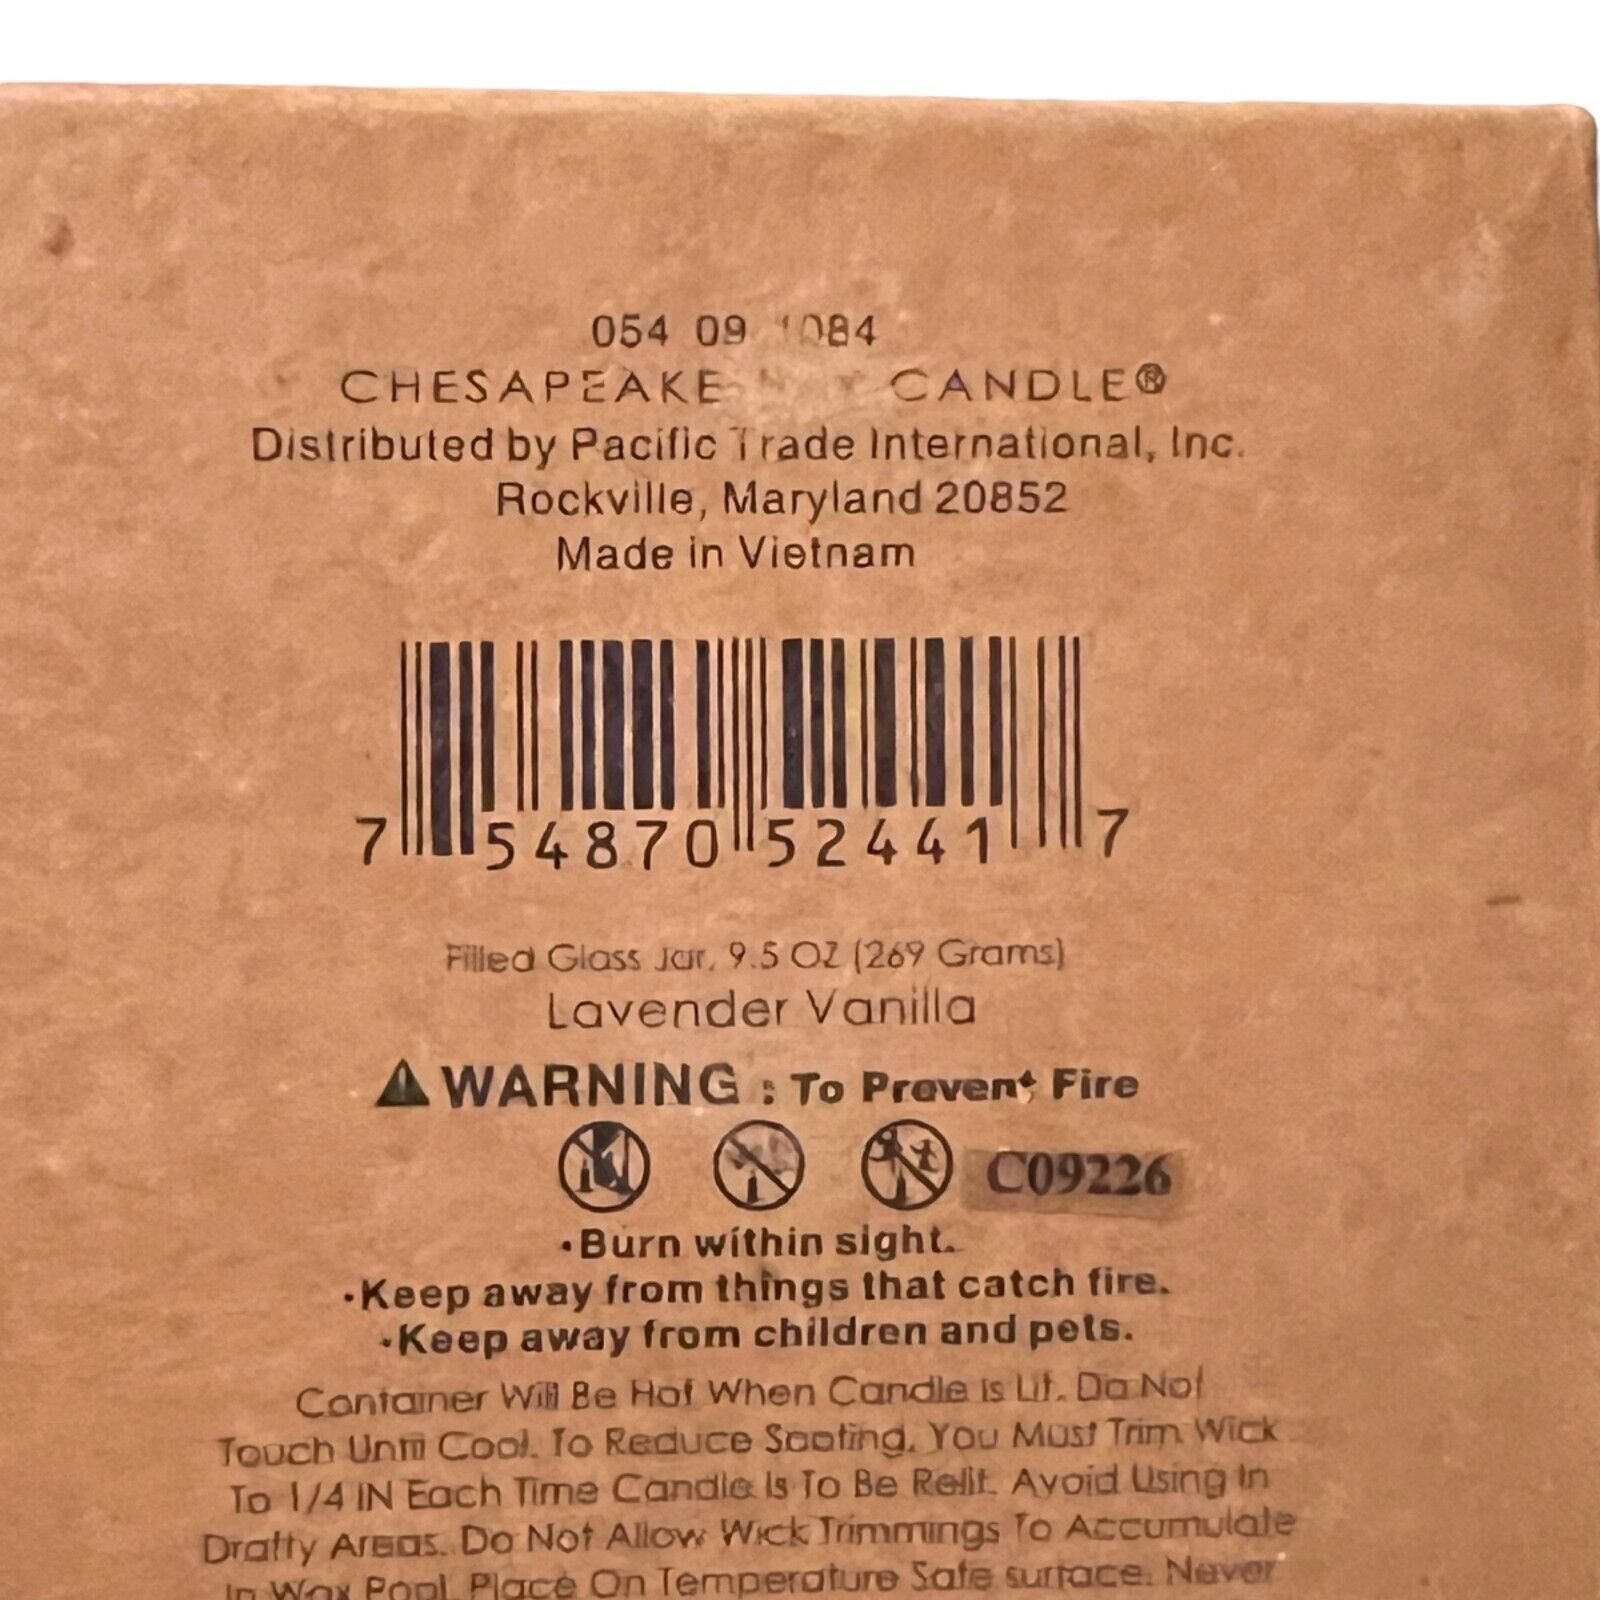 054 09 1084
CHESAPEAKE CANDLE®
Distributed by Pacific Trade International, Inc.
Rockville, Maryland 20852
Made in Vietnam
7 54870 52441 7
Filled Glass Jar, 9.5 OZ (269 Grams)
Lavender Vanilla
WARNING : To Prevent Fire
C09226
•Burn within sight.
•Keep away from things that catch fire.
•Keep away from children and pets.
Container Will Be Hot When Candle Is Lit. Do Not
Touch Until Cool. To Reduce Sooting, You Must Trim Wick
To 1/4 IN Each Time Candle Is To Be Relit. Avoid Using In
Drafty Areas. Do Not Allow Wick Trimmings To Accumulate
In Wax Pool. Place On Temperature Safe surface. Never